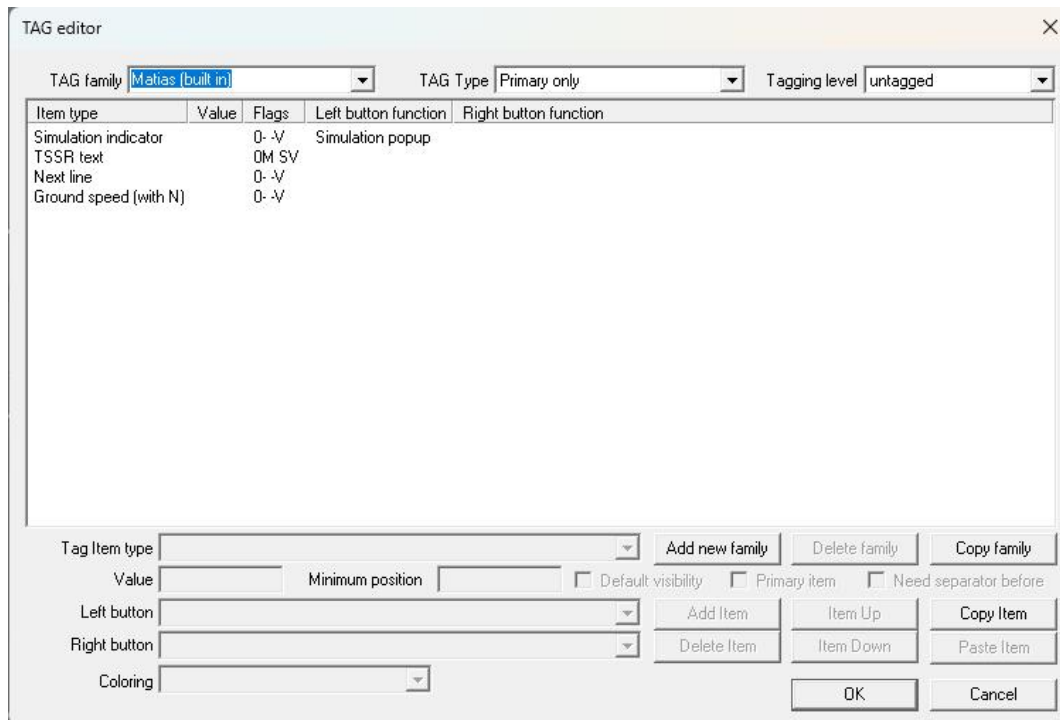 TAG editor
TAG family Matias (built in) TAG Type Primary only Tagging level untagged
Item type Value Flags Left button function Right button function
Simulation indicator 0- -V Simulation popup
TSSR text 0M SV
Next line 0- -V
Ground speed (with N) 0- -V
Tag Item type Add new family Delete family Copy family
Value Minimum position Default visibility Primary item Need separator before
Left button Add Item Item Up Copy Item
Right button Delete Item Item Down Paste Item
Coloring
OK Cancel